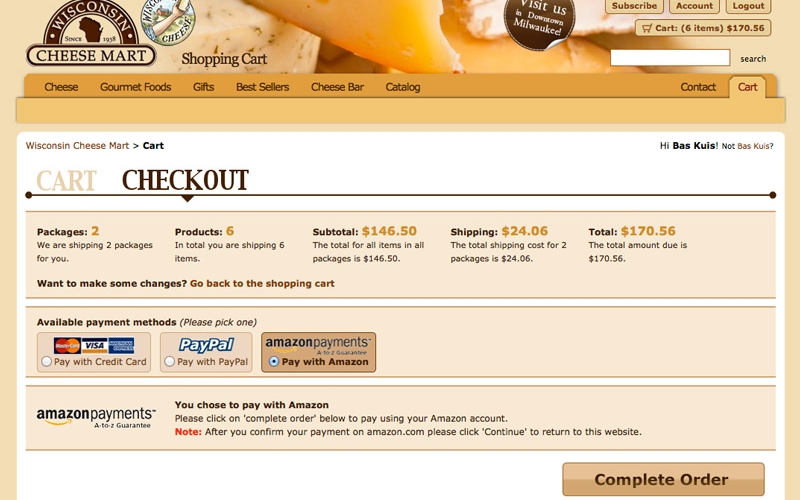 WISCONSIN
SINCE 1938
CHEESE MART
WISCONSIN
CHEESE
Shopping Cart
Visit us
in Downtown
Milwaukee!
Subscribe
Account
Logout
Cart: (6 items) $170.56
search
Cheese
Gourmet Foods
Gifts
Best Sellers
Cheese Bar
Catalog
Contact
Cart
Wisconsin Cheese Mart > Cart
Hi Bas Kuis! Not Bas Kuis?
CART
CHECKOUT
Packages: 2
We are shipping 2 packages
for you.
Products: 6
In total you are shipping 6
items.
Subtotal: $146.50
The total for all items in all
packages is $146.50.
Shipping: $24.06
The total shipping cost for 2
packages is $24.06.
Total: $170.56
The total amount due is
$170.56.
Want to make some changes? Go back to the shopping cart
Available payment methods (Please pick one)
MasterCard VISA AMERICAN EXPRESS
Pay with Credit Card
PayPal
Pay with PayPal
amazonpayments™
A-to-z Guarantee
Pay with Amazon
amazonpayments™
A-to-z Guarantee
You chose to pay with Amazon
Please click on 'complete order' below to pay using your Amazon account.
Note: After you confirm your payment on amazon.com please click 'Continue' to return to this website.
Complete Order